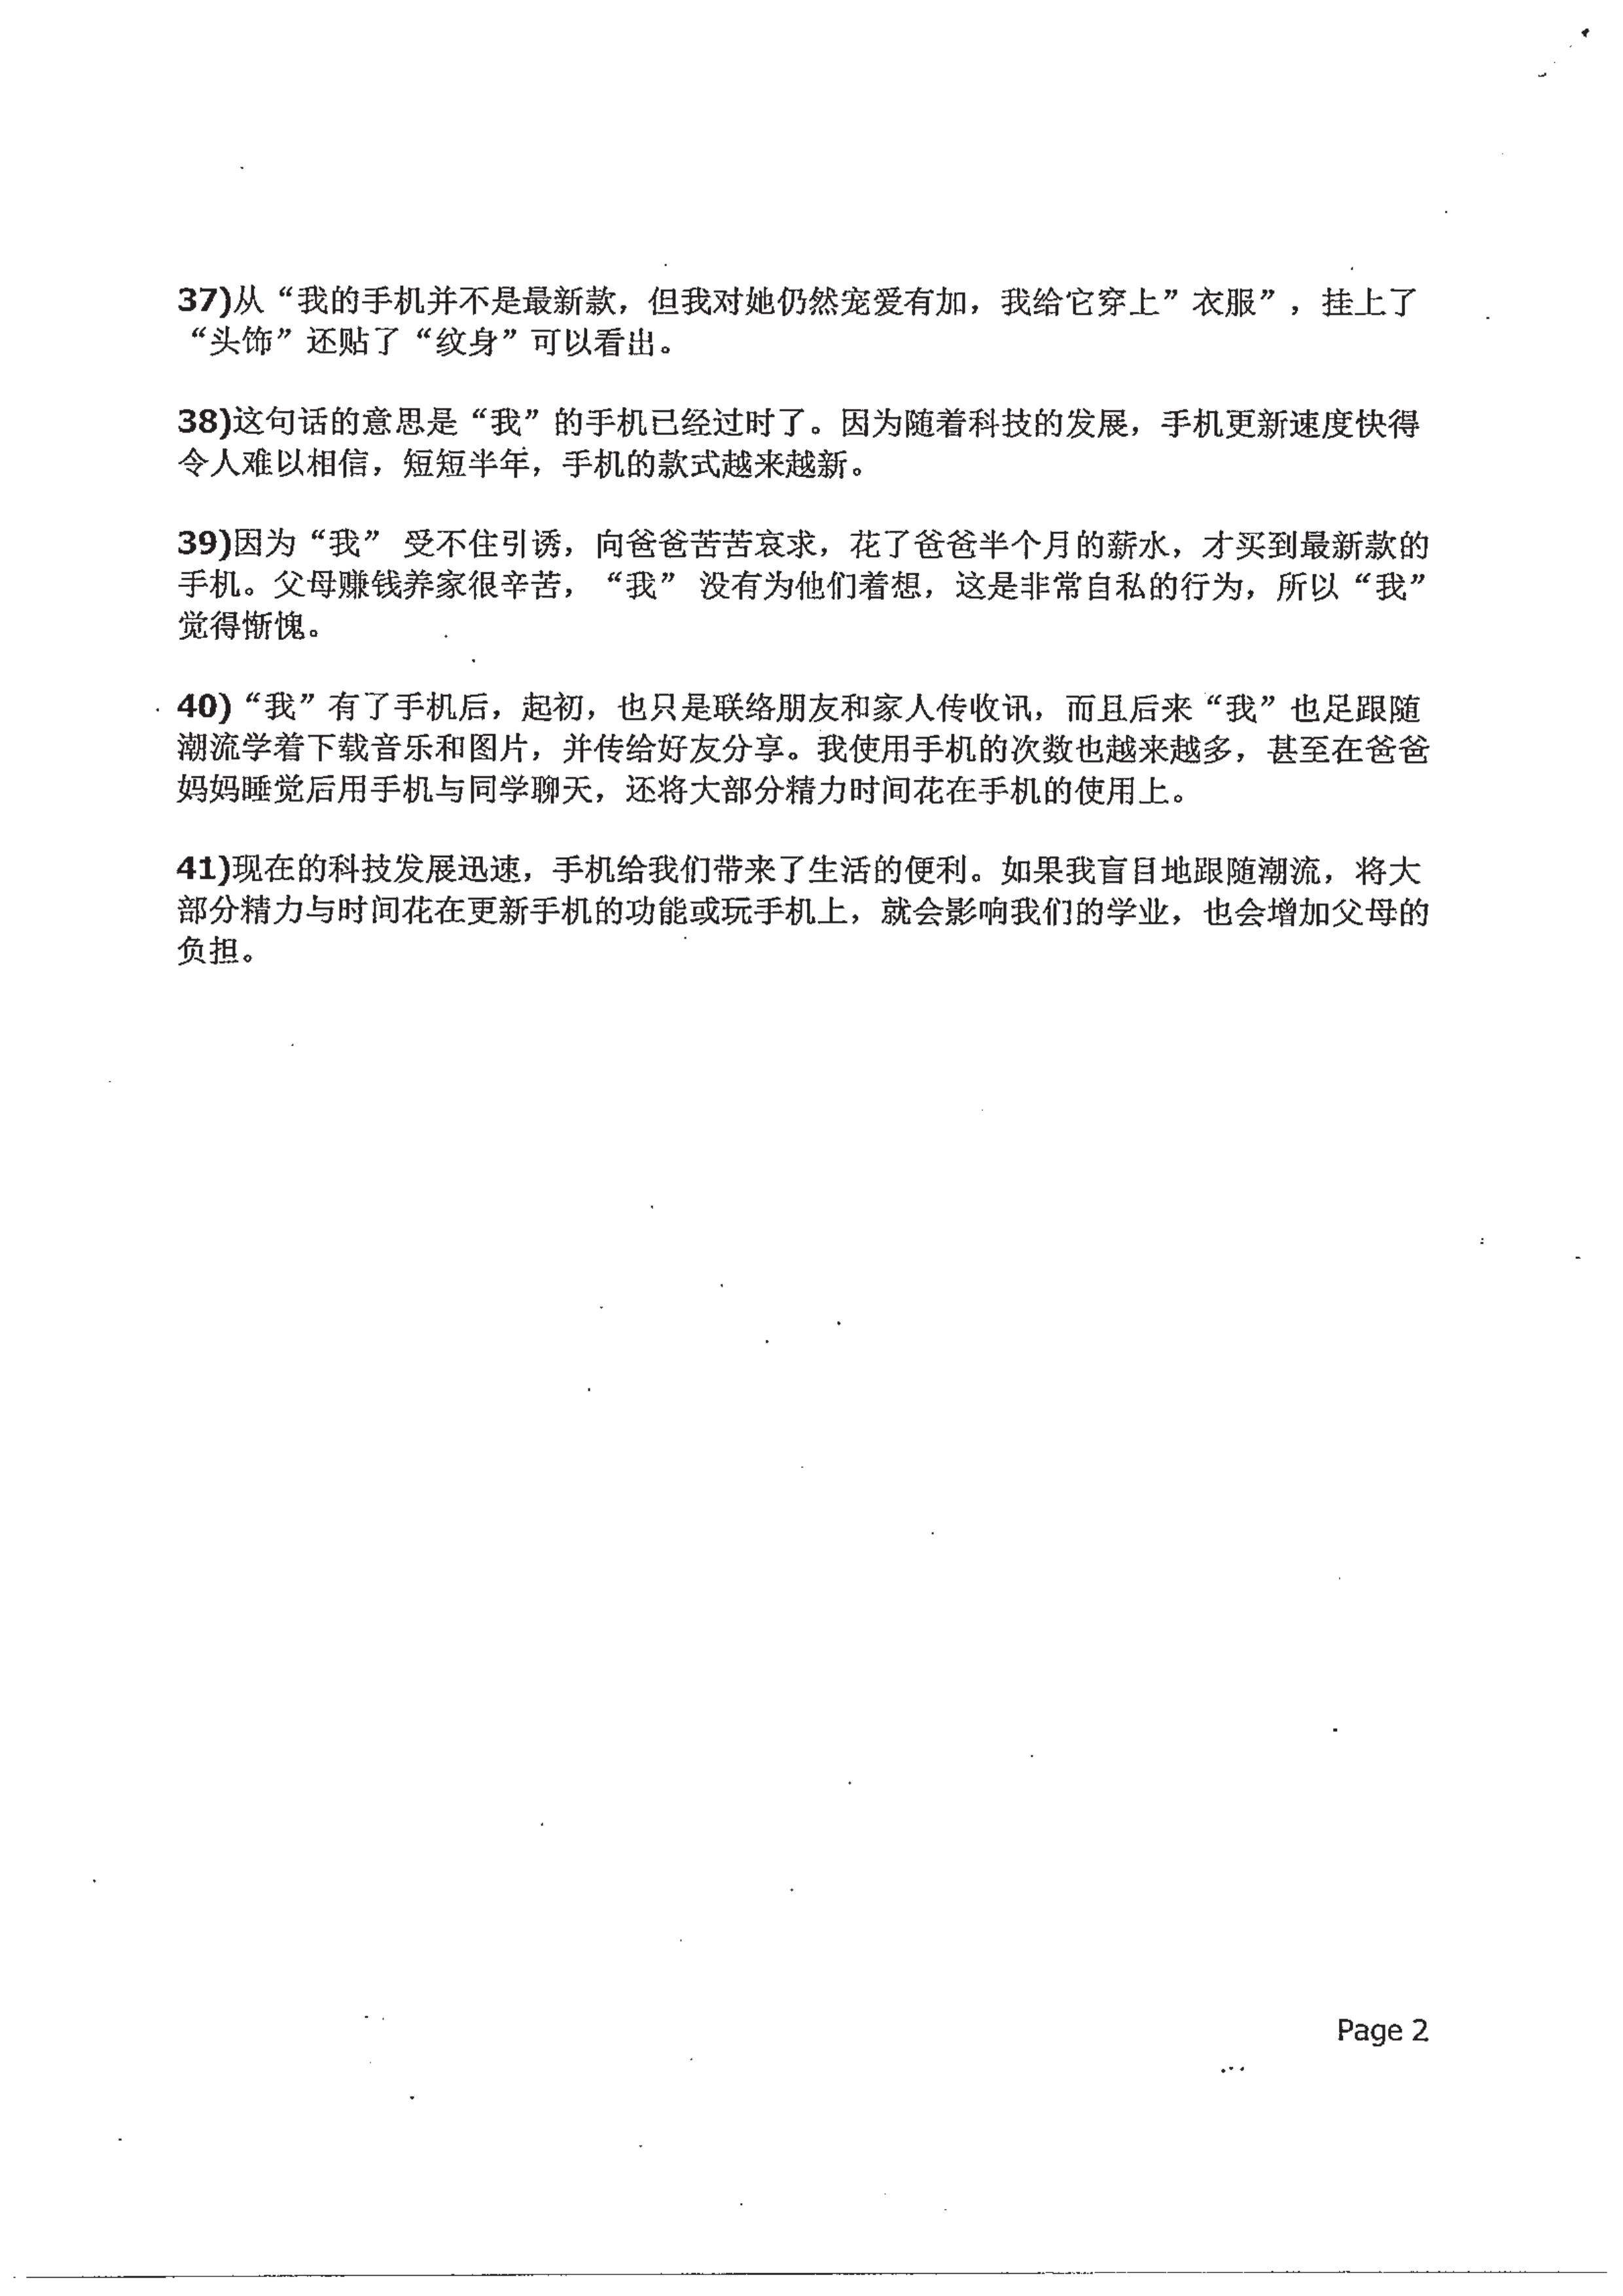 37)从“我的手机并不是最新款，但我对她仍然宠爱有加，我给它穿上”衣服”，挂上了
“头饰”还贴了“纹身”可以看出。
38)这句话的意思是“我”的手机已经过时了。因为随着科技的发展，手机更新速度快得
令人难以相信，短短半年，手机的款式越来越新。
39)因为“我” 受不住引诱，向爸爸苦苦哀求，花了爸爸半个月的薪水，才买到最新款的
手机。父母赚钱养家很辛苦，“我” 没有为他们着想，这是非常自私的行为，所以“我”
觉得惭愧。
40)“我”有了手机后，起初，也只是联络朋友和家人传收讯，而且后来“我”也足跟随
潮流学着下载音乐和图片，并传给好友分享。我使用手机的次数也越来越多，甚至在爸爸
妈妈睡觉后用手机与同学聊天，还将大部分精力时间花在手机的使用上。
41)现在的科技发展迅速，手机给我们带来了生活的便利。如果我盲目地跟随潮流，将大
部分精力与时间花在更新手机的功能或玩手机上，就会影响我们的学业，也会增加父母的
负担。
Page 2